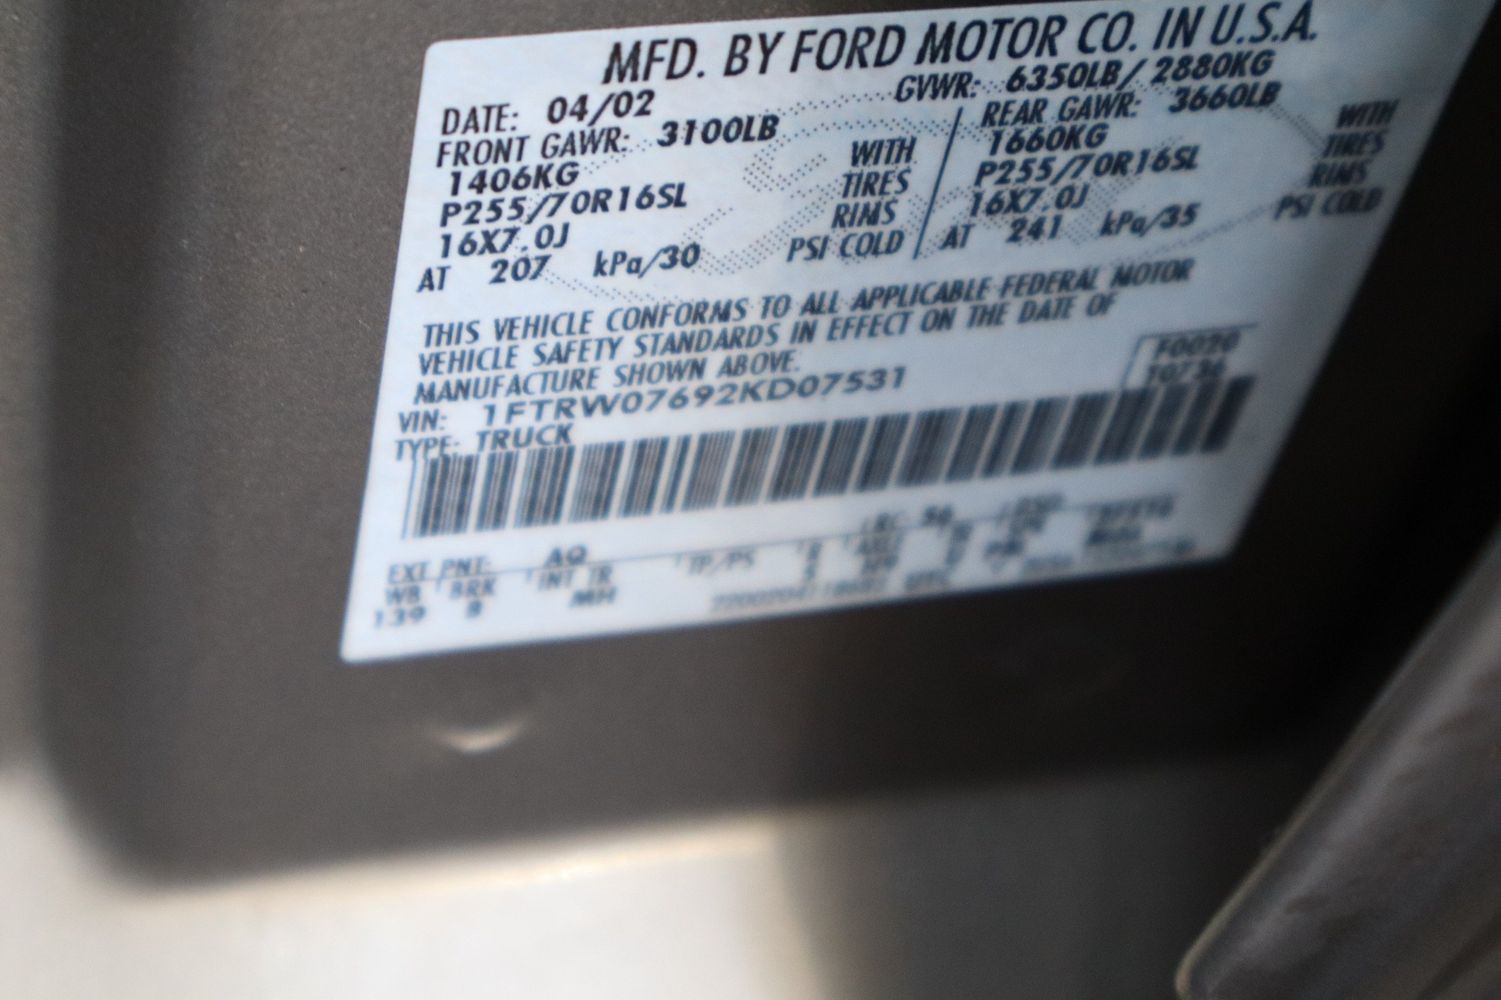 MFD. BY FORD MOTOR CO. IN U.S.A.
DATE: 04/02 GVWR: 6350LB/ 2880KG
FRONT GAWR: 3100LB REAR GAWR: 3660LB
1406KG WITH 1660KG WITH
P255/70R16SL TIRES P255/70R16SL TIRES
16X7.0J RIMS 16X7.0J RIMS
AT 207 kPa/30 PSI COLD AT 241 kPa/35 PSI COLD
THIS VEHICLE CONFORMS TO ALL APPLICABLE FEDERAL MOTOR
VEHICLE SAFETY STANDARDS IN EFFECT ON THE DATE OF
MANUFACTURE SHOWN ABOVE.
VIN: 1FTRW07692KD07531
F0020
TYPE: TRUCK
EXT PNT: AQ
WB BRK INT TR TP/PS
139 B MH